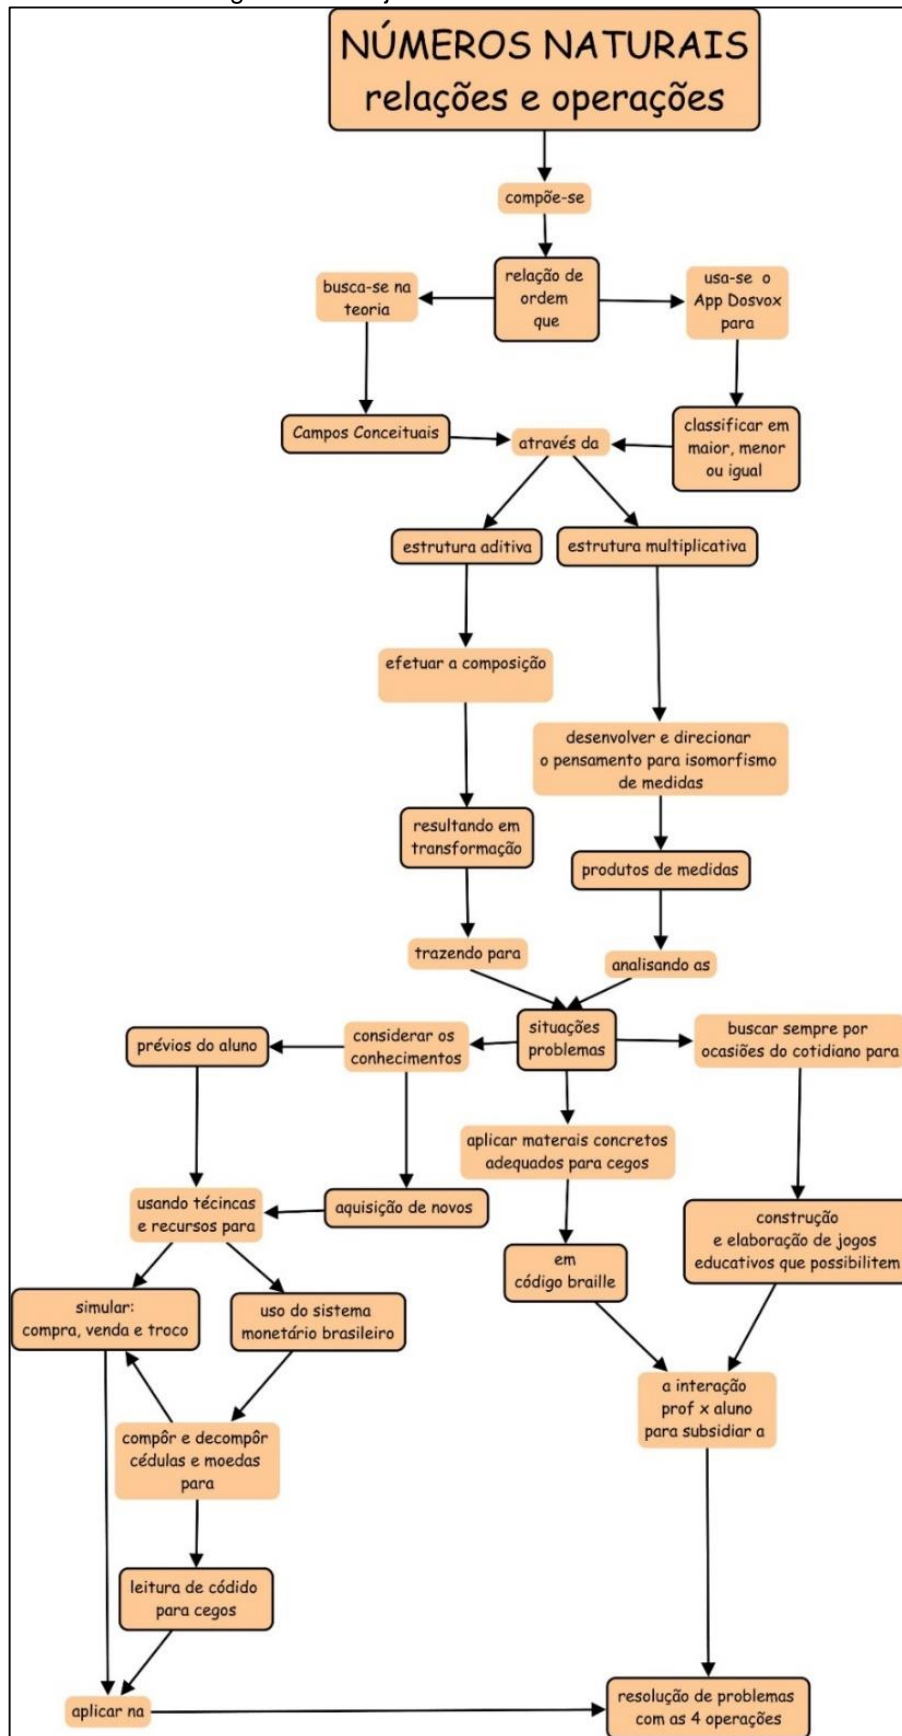 NÚMEROS NATURAIS
relações e operações
compõe-se
relação de
ordem
que
busca-se na
teoria
usa-se o
App Dosvox
para
Campos Conceituais
através da
classificar em
maior, menor
ou igual
estrutura aditiva
estrutura multiplicativa
efetuar a composição
desenvolver e direcionar
o pensamento para isomorfismo
de medidas
resultando em
transformação
produtos de medidas
trazendo para
analisando as
situações
problemas
considerar os
conhecimentos
prévios do aluno
buscar sempre por
ocasiões do cotidiano para
aplicar materais concretos
adequados para cegos
usando técincas
e recursos para
aquisição de novos
construção
e elaboração de jogos
educativos que possibilitem
em
código braille
simular:
compra, venda e troco
uso do sistema
monetário brasileiro
a interação
prof x aluno
para subsidiar a
compôr e decompôr
cédulas e moedas
para
leitura de códido
para cegos
aplicar na
resolução de problemas
com as 4 operações